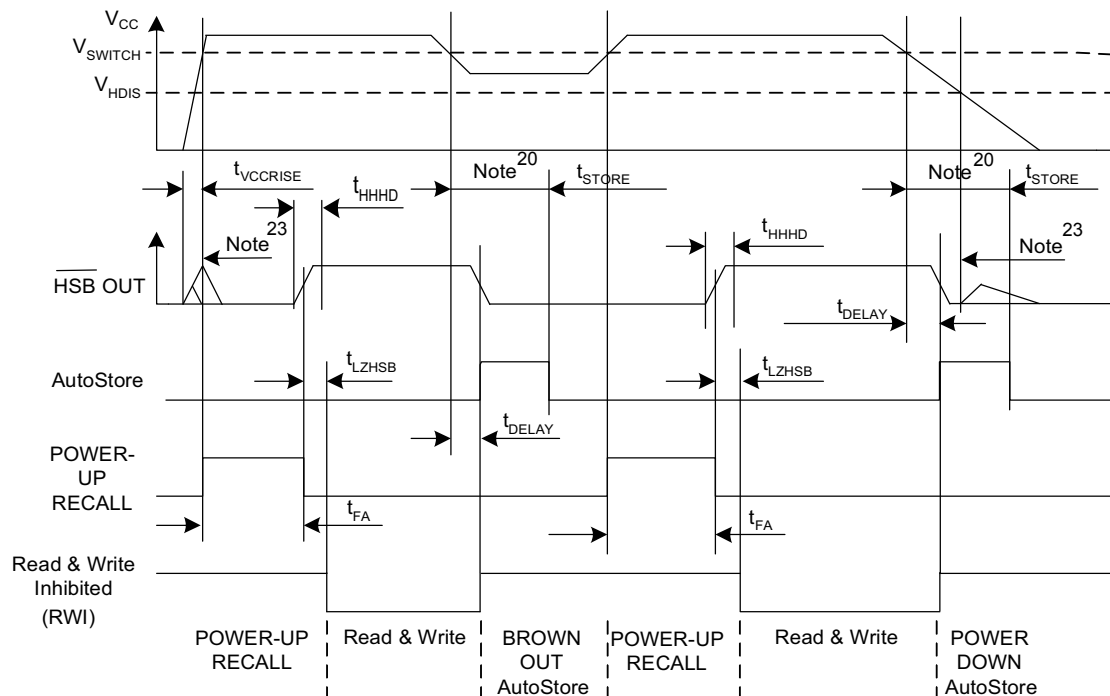 VCC
VSWITCH
VHDIS
tVCCRISE
Note20
tSTORE
Note20
tSTORE
tHHHD
Note23
tHHHD
Note23
HSB OUT
tDELAY
tLZHSB
tLZHSB
AutoStore
tDELAY
POWER-
UP
RECALL
tFA
tFA
Read & Write
Inhibited
(RWI)
POWER-UP
RECALL
Read & Write
BROWN
OUT
AutoStore
POWER-UP
RECALL
Read & Write
POWER
DOWN
AutoStore